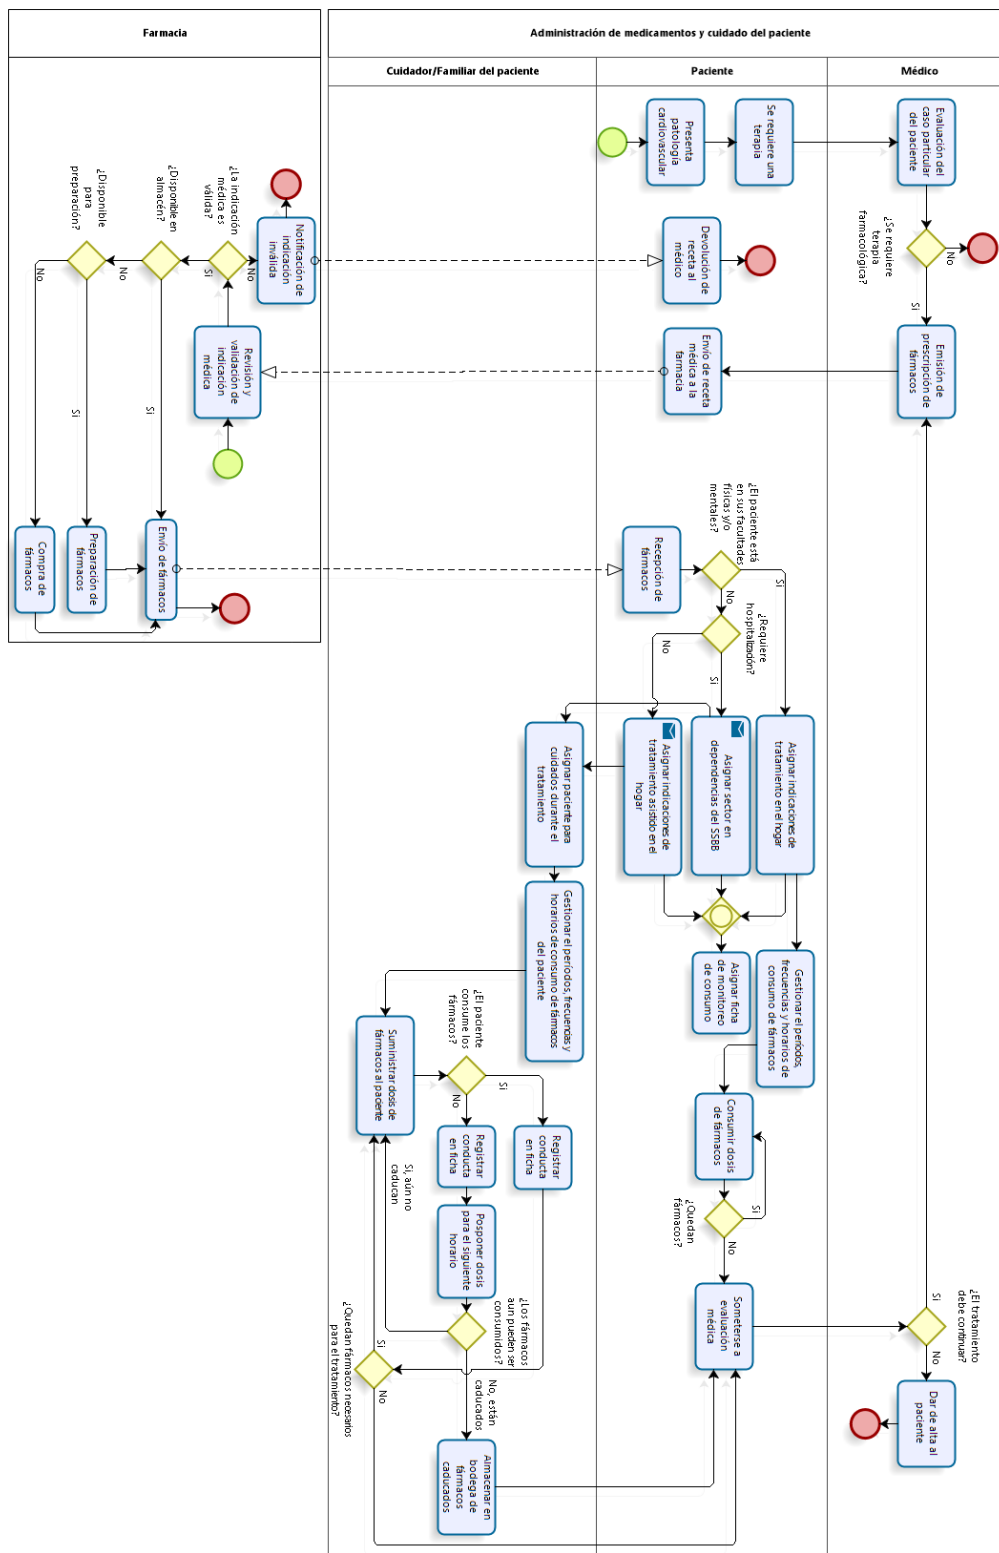 Administración de medicamentos y cuidado del paciente
Médico
Paciente
Cuidador/Familiar del paciente
Farmacia
Evaluación del
caso particular
del paciente
¿Se requiere
terapia
farmacológica?
No
Si
Emisión de
prescripción de
fármacos
¿El tratamiento
debe continuar?
Si
No
Dar de alta al
paciente
Presenta
patología
cardiovascular
Se requiere una
terapia
Devolución de
receta al
médico
Envío de receta
médica a la
farmacia
Recepción de
fármacos
¿El paciente está
en sus facultades
físicas y/o
mentales?
Si
No
¿Requiere
hospitalización?
Si
No
Asignar indicaciones de
tratamiento en el hogar
Asignar sector en
dependencias del SSBB
Asignar indicaciones de
tratamiento asistido en el
hogar
Asignar ficha
de monitoreo
de consumo
Gestionar el períodos,
frecuencias y horarios de
consumo de fármacos
Consumir dosis
de fármacos
¿Quedan
fármacos?
Si
No
Someterse a
evaluación
médica
Asignar paciente para
cuidados durante el
tratamiento
Gestionar el períodos, frecuencias y
horarios de consumo de fármacos
del paciente
Suministrar dosis de
fármacos al paciente
¿El paciente
consume los
fármacos?
Si
No
Registrar
conducta
en ficha
Registrar
conducta
en ficha
Posponer dosis
para el siguiente
horario
¿Los fármacos
aun pueden ser
consumidos?
Si, aún no
caducan
No, están
caducados
Almacenar en
bodega de
fármacos
caducados
Si
No
¿Quedan fármacos necesarios
para el tratamiento?
Notificación de
indicación
inválida
¿La indicación
médica es
válida?
No
Si
Revisión y
validación de
indicación
médica
¿Disponible en
almacén?
No
Si
¿Disponible
para
preparación?
No
Si
Envío de fármacos
Preparación de
fármacos
Compra de
fármacos